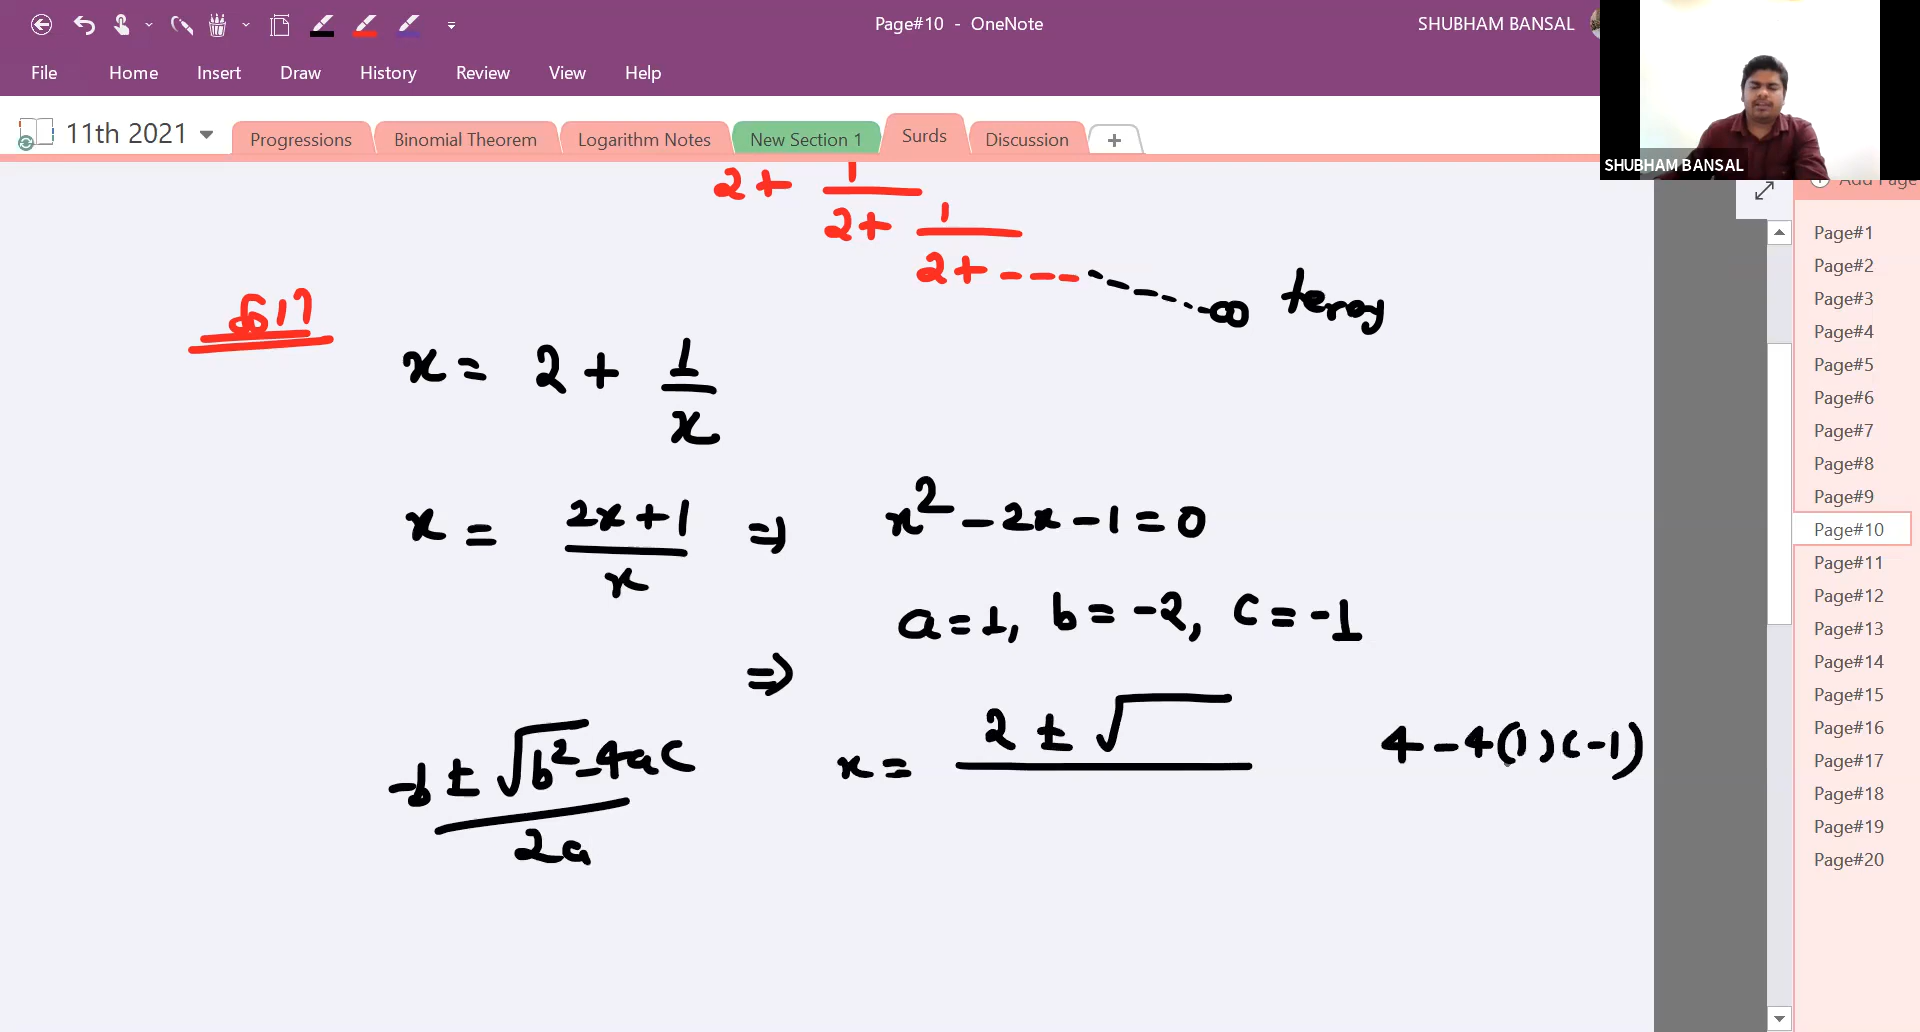 Page#10 - OneNote
SHUBHAM BANSAL
File Home Insert Draw History Review View Help
SHUBHAM BANSAL
11th 2021
Progressions
Binomial Theorem
Logarithm Notes
New Section 1
Surds
Discussion
+
Add Page
2 + 1
2 + 1
2 + ---- ------ ∞
x = 2 + 1/x
x = (2x + 1)/x ⇒ x² - 2x - 1 = 0
a = 1, b = -2, c = -1
⇒
-b ± √b² - 4ac
2a
x = 2 ± √
4 - 4(1)(-1)
Page#1
Page#2
Page#3
Page#4
Page#5
Page#6
Page#7
Page#8
Page#9
Page#10
Page#11
Page#12
Page#13
Page#14
Page#15
Page#16
Page#17
Page#18
Page#19
Page#20